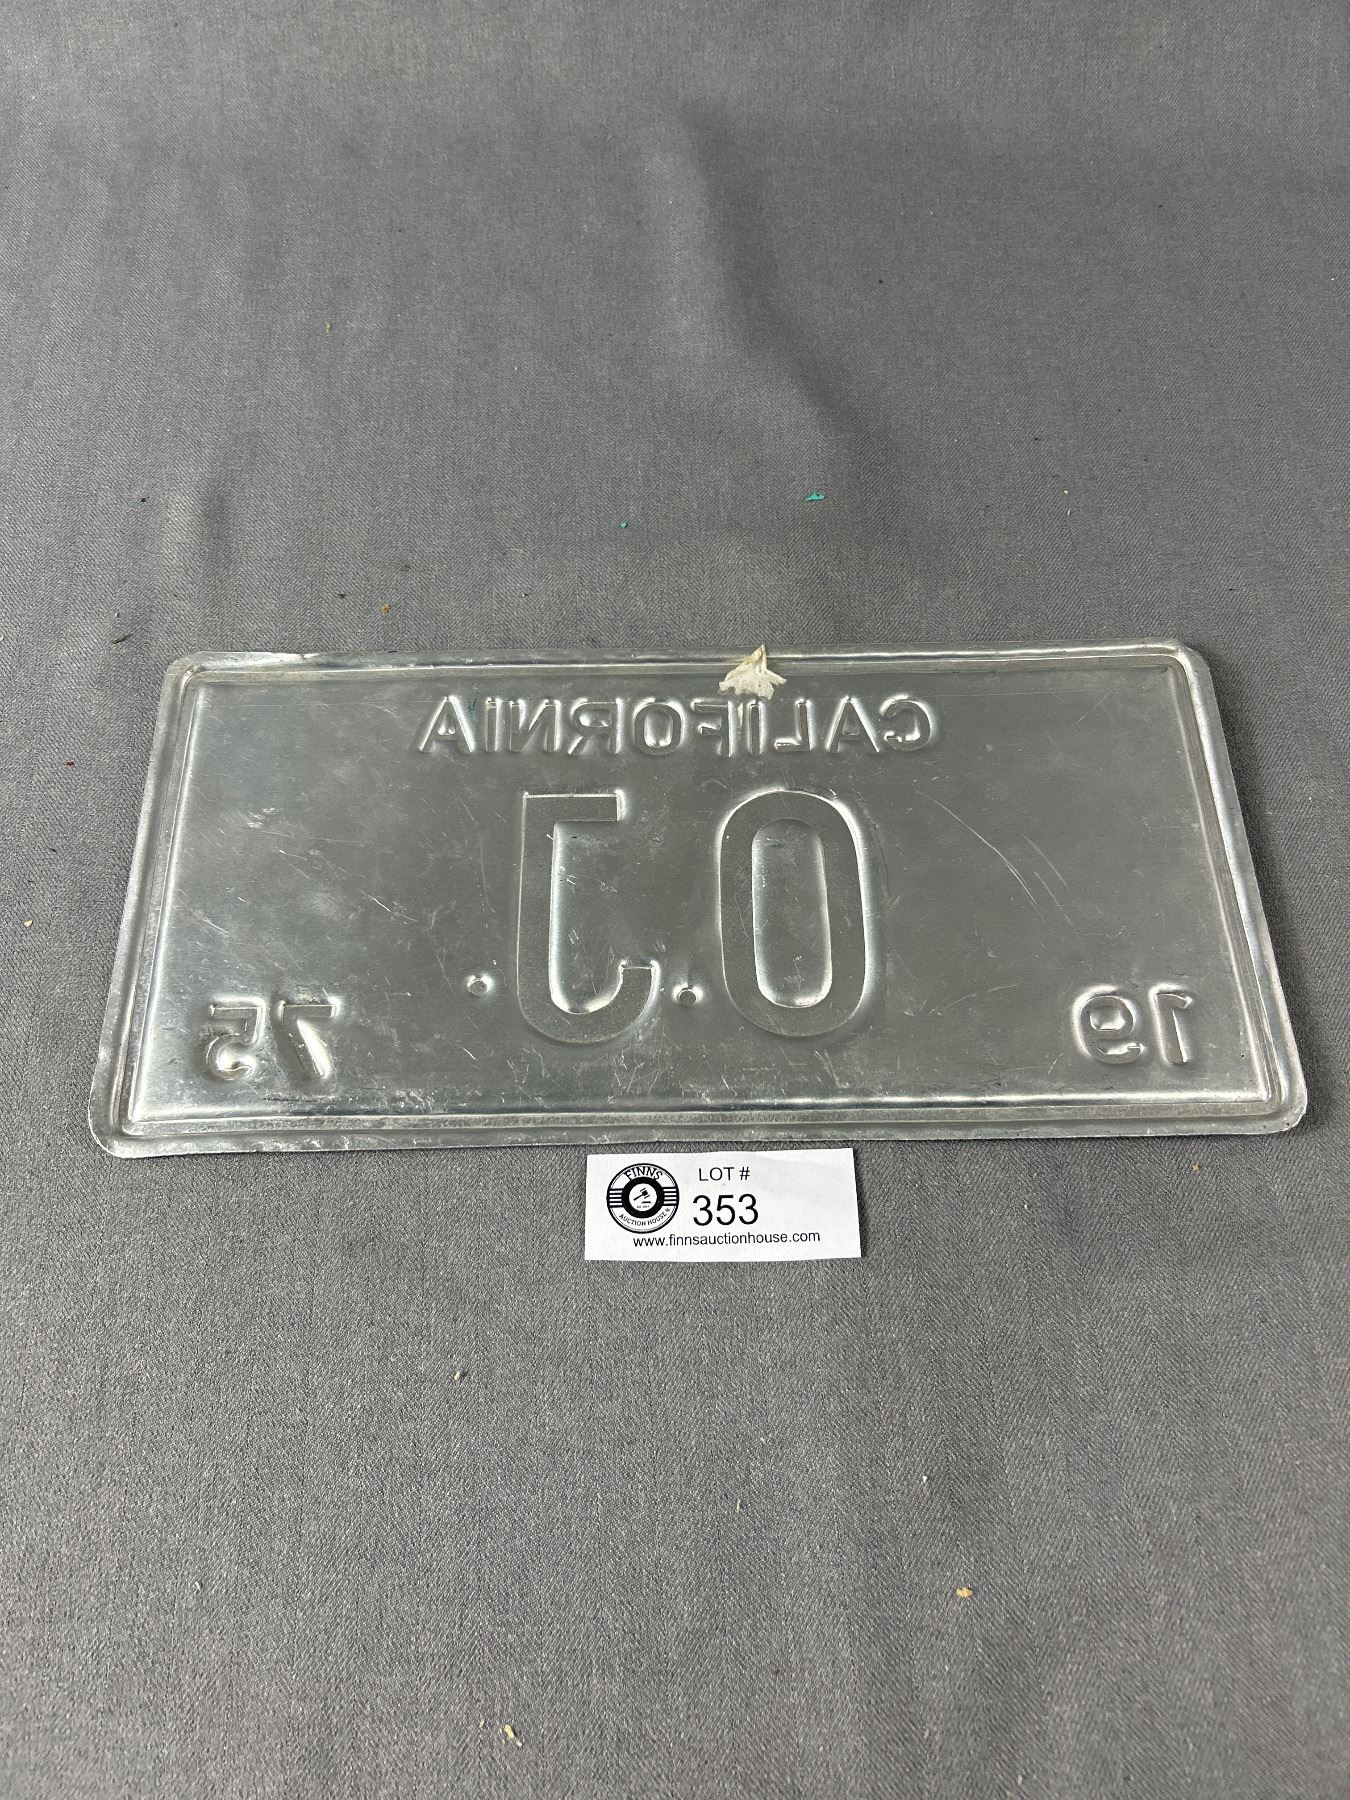 CALIFORNIA
O.J.
19 75
FINNS
AUCTION HOUSE
LOT #
353
www.finnsauctionhouse.com